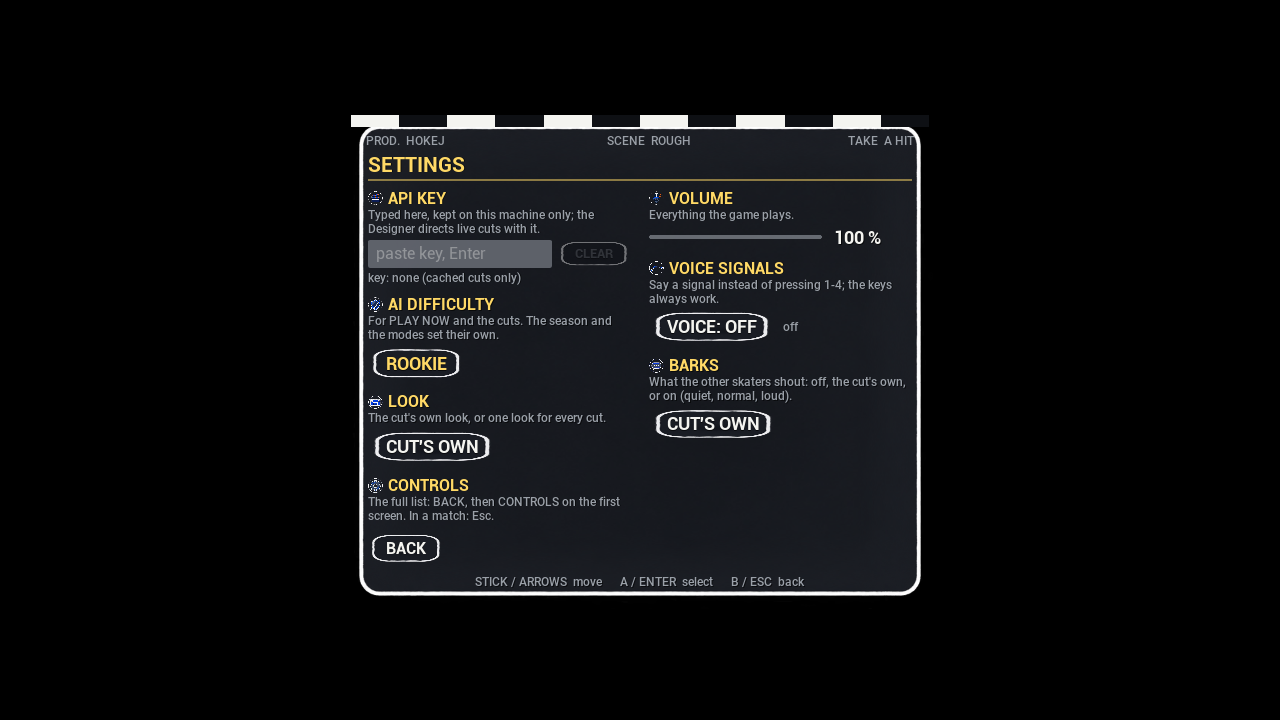 PROD. HOKEJ SCENE ROUGH TAKE A HIT
SETTINGS
API KEY
Typed here, kept on this machine only; the
Designer directs live cuts with it.
paste key, Enter CLEAR
key: none (cached cuts only)
AI DIFFICULTY
For PLAY NOW and the cuts. The season and
the modes set their own.
ROOKIE
LOOK
The cut's own look, or one look for every cut.
CUT'S OWN
CONTROLS
The full list: BACK, then CONTROLS on the first
screen. In a match: Esc.
BACK
VOLUME
Everything the game plays.
100 %
VOICE SIGNALS
Say a signal instead of pressing 1-4; the keys
always work.
VOICE: OFF off
BARKS
What the other skaters shout: off, the cut's own,
or on (quiet, normal, loud).
CUT'S OWN
STICK / ARROWS move A / ENTER select B / ESC back